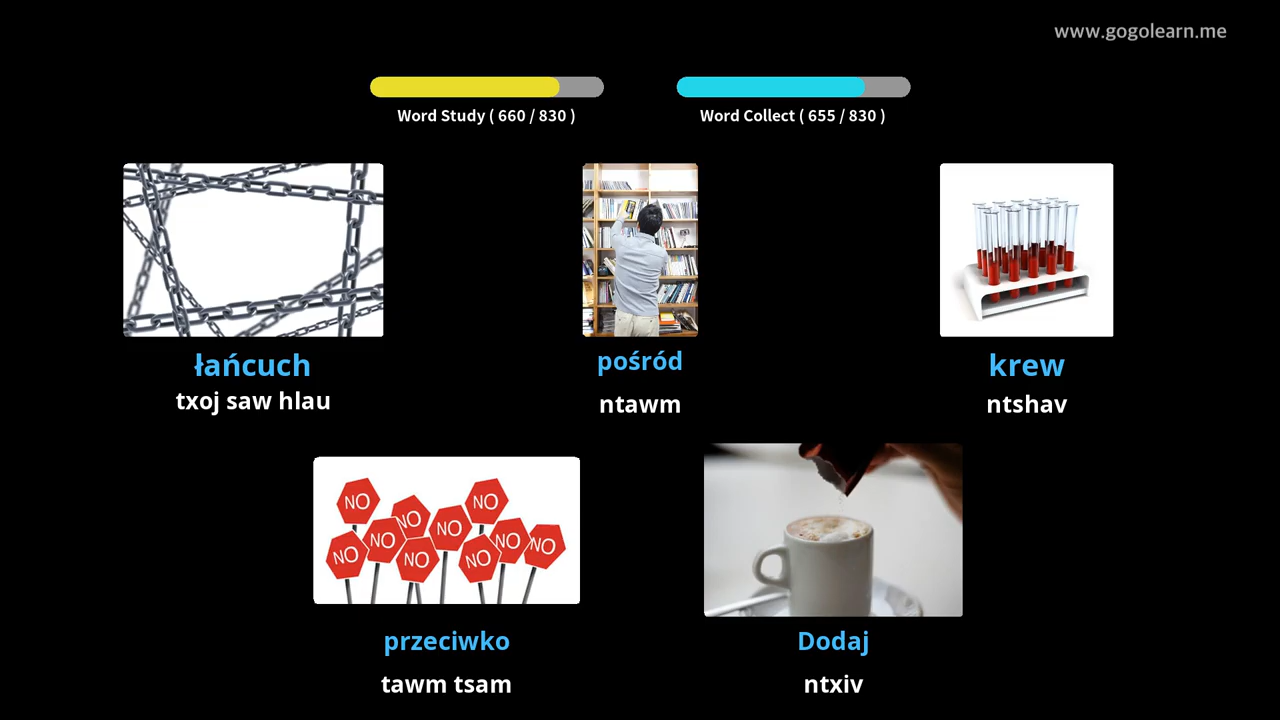 www.gogolearn.me
Word Study ( 660 / 830 )
Word Collect ( 655 / 830 )
łańcuch
txoj saw hlau
pośród
ntawm
krew
ntshav
NO
NO
NO
NO
NO
NO
NO
NO
NO
NO
przeciwko
tawm tsam
Dodaj
ntxiv